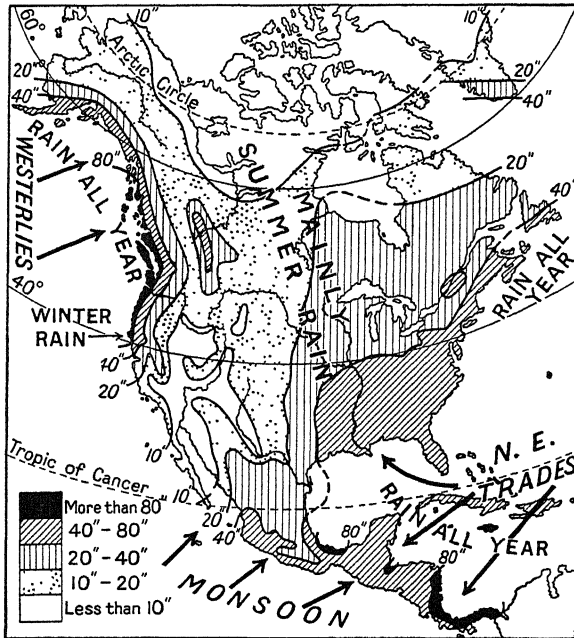 60°
10"
10"
Arctic Circle
20"
40"
20"
40"
20"
40"
RAIN ALL YEAR
80"
WESTERLIES
SUMMER
MAINLY RAIN
RAIN ALL YEAR
40°
WINTER
RAIN
40"
20"
10"
10"
20"
40"
Tropic of Cancer
N. E.
TRADES
RAIN ALL
YEAR
80"
80"
MONSOON
More than 80"
40"-80"
20"-40"
10"-20"
Less than 10"